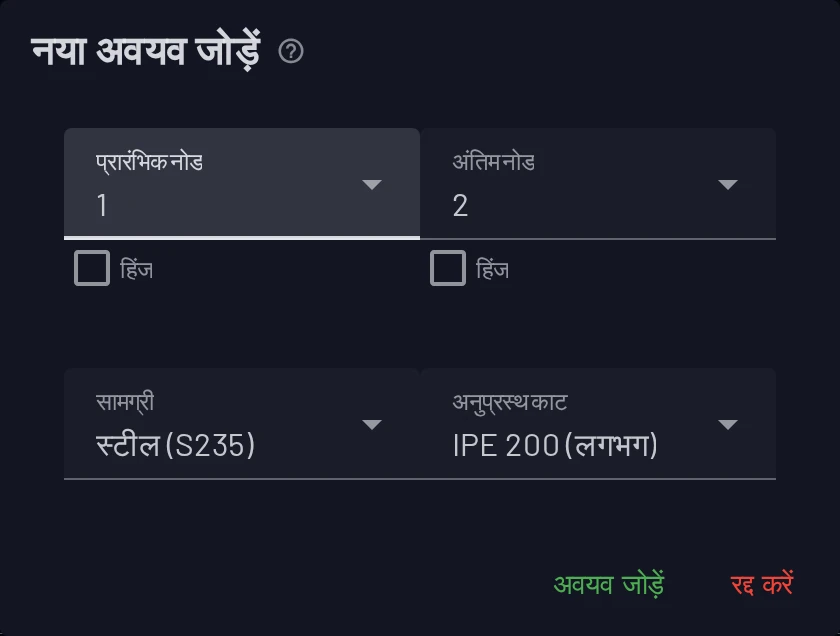 नया अवयव जोड़ें
प्रारंभिक नोड अंतिम नोड
1 2
हिंज हिंज
सामग्री अनुप्रस्थ काट
स्टील (S235) IPE 200 (लगभग)
अवयव जोड़ें रद्द करें